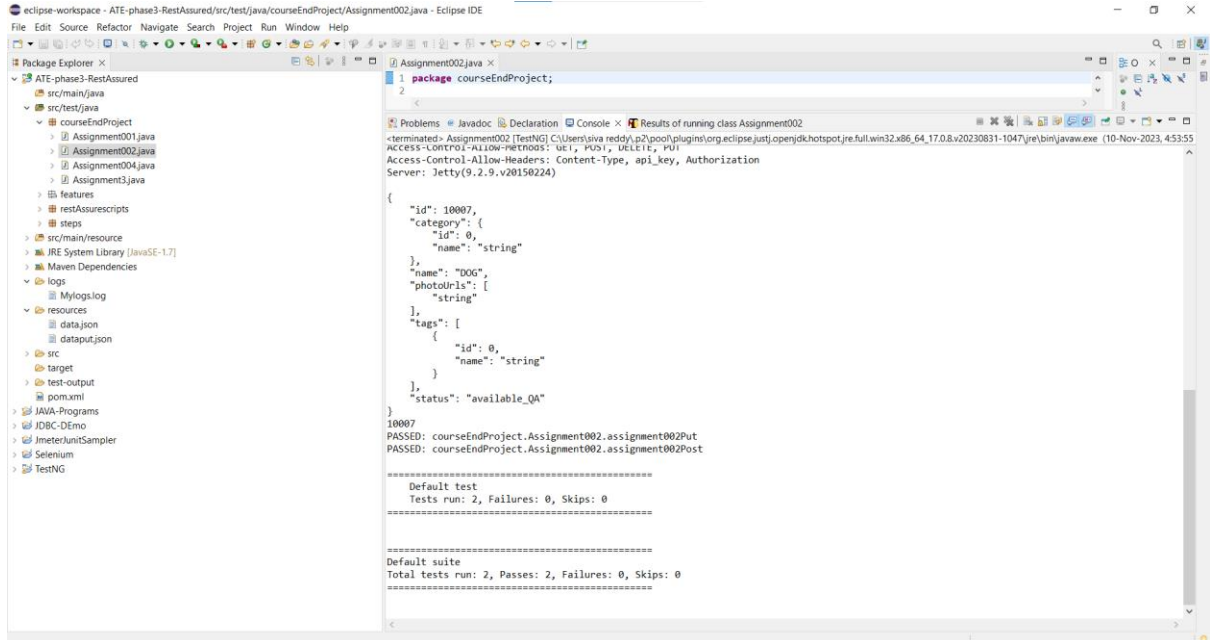 eclipse-workspace - ATE-phase3-RestAssured/src/test/java/courseEndProject/Assignment002.java - Eclipse IDE
File Edit Source Refactor Navigate Search Project Run Window Help
Package Explorer
ATE-phase3-RestAssured
src/main/java
src/test/java
courseEndProject
Assignment001.java
Assignment002.java
Assignment004.java
Assignment3.java
features
restAssurescripts
steps
src/main/resource
JRE System Library [JavaSE-1.7]
Maven Dependencies
logs
Mylogs.log
resources
data.json
dataput.json
src
target
test-output
pom.xml
JAVA-Programs
JDBC-DEmo
JmeterJunitSampler
Selenium
TestNG
Assignment002.java
1 package courseEndProject;
2
Problems Javadoc Declaration Console Results of running class Assignment002
<terminated> Assignment002 [TestNG] C:\Users\siva reddy\.p2\pool\plugins\org.eclipse.justj.openjdk.hotspot.jre.full.win32.x86_64_17.0.8.v20230831-1047\jre\bin\javaw.exe (10-Nov-2023, 4:53:55
Access-Control-Allow-Methods: GET, POST, DELETE, PUT
Access-Control-Allow-Headers: Content-Type, api_key, Authorization
Server: Jetty(9.2.9.v20150224)
{
"id": 10007,
"category": {
"id": 0,
"name": "string"
},
"name": "DOG",
"photoUrls": [
"string"
],
"tags": [
{
"id": 0,
"name": "string"
}
],
"status": "available_QA"
}
10007
PASSED: courseEndProject.Assignment002.assignment002Put
PASSED: courseEndProject.Assignment002.assignment002Post
===============================================
Default test
Tests run: 2, Failures: 0, Skips: 0
===============================================
===============================================
Default suite
Total tests run: 2, Passes: 2, Failures: 0, Skips: 0
===============================================